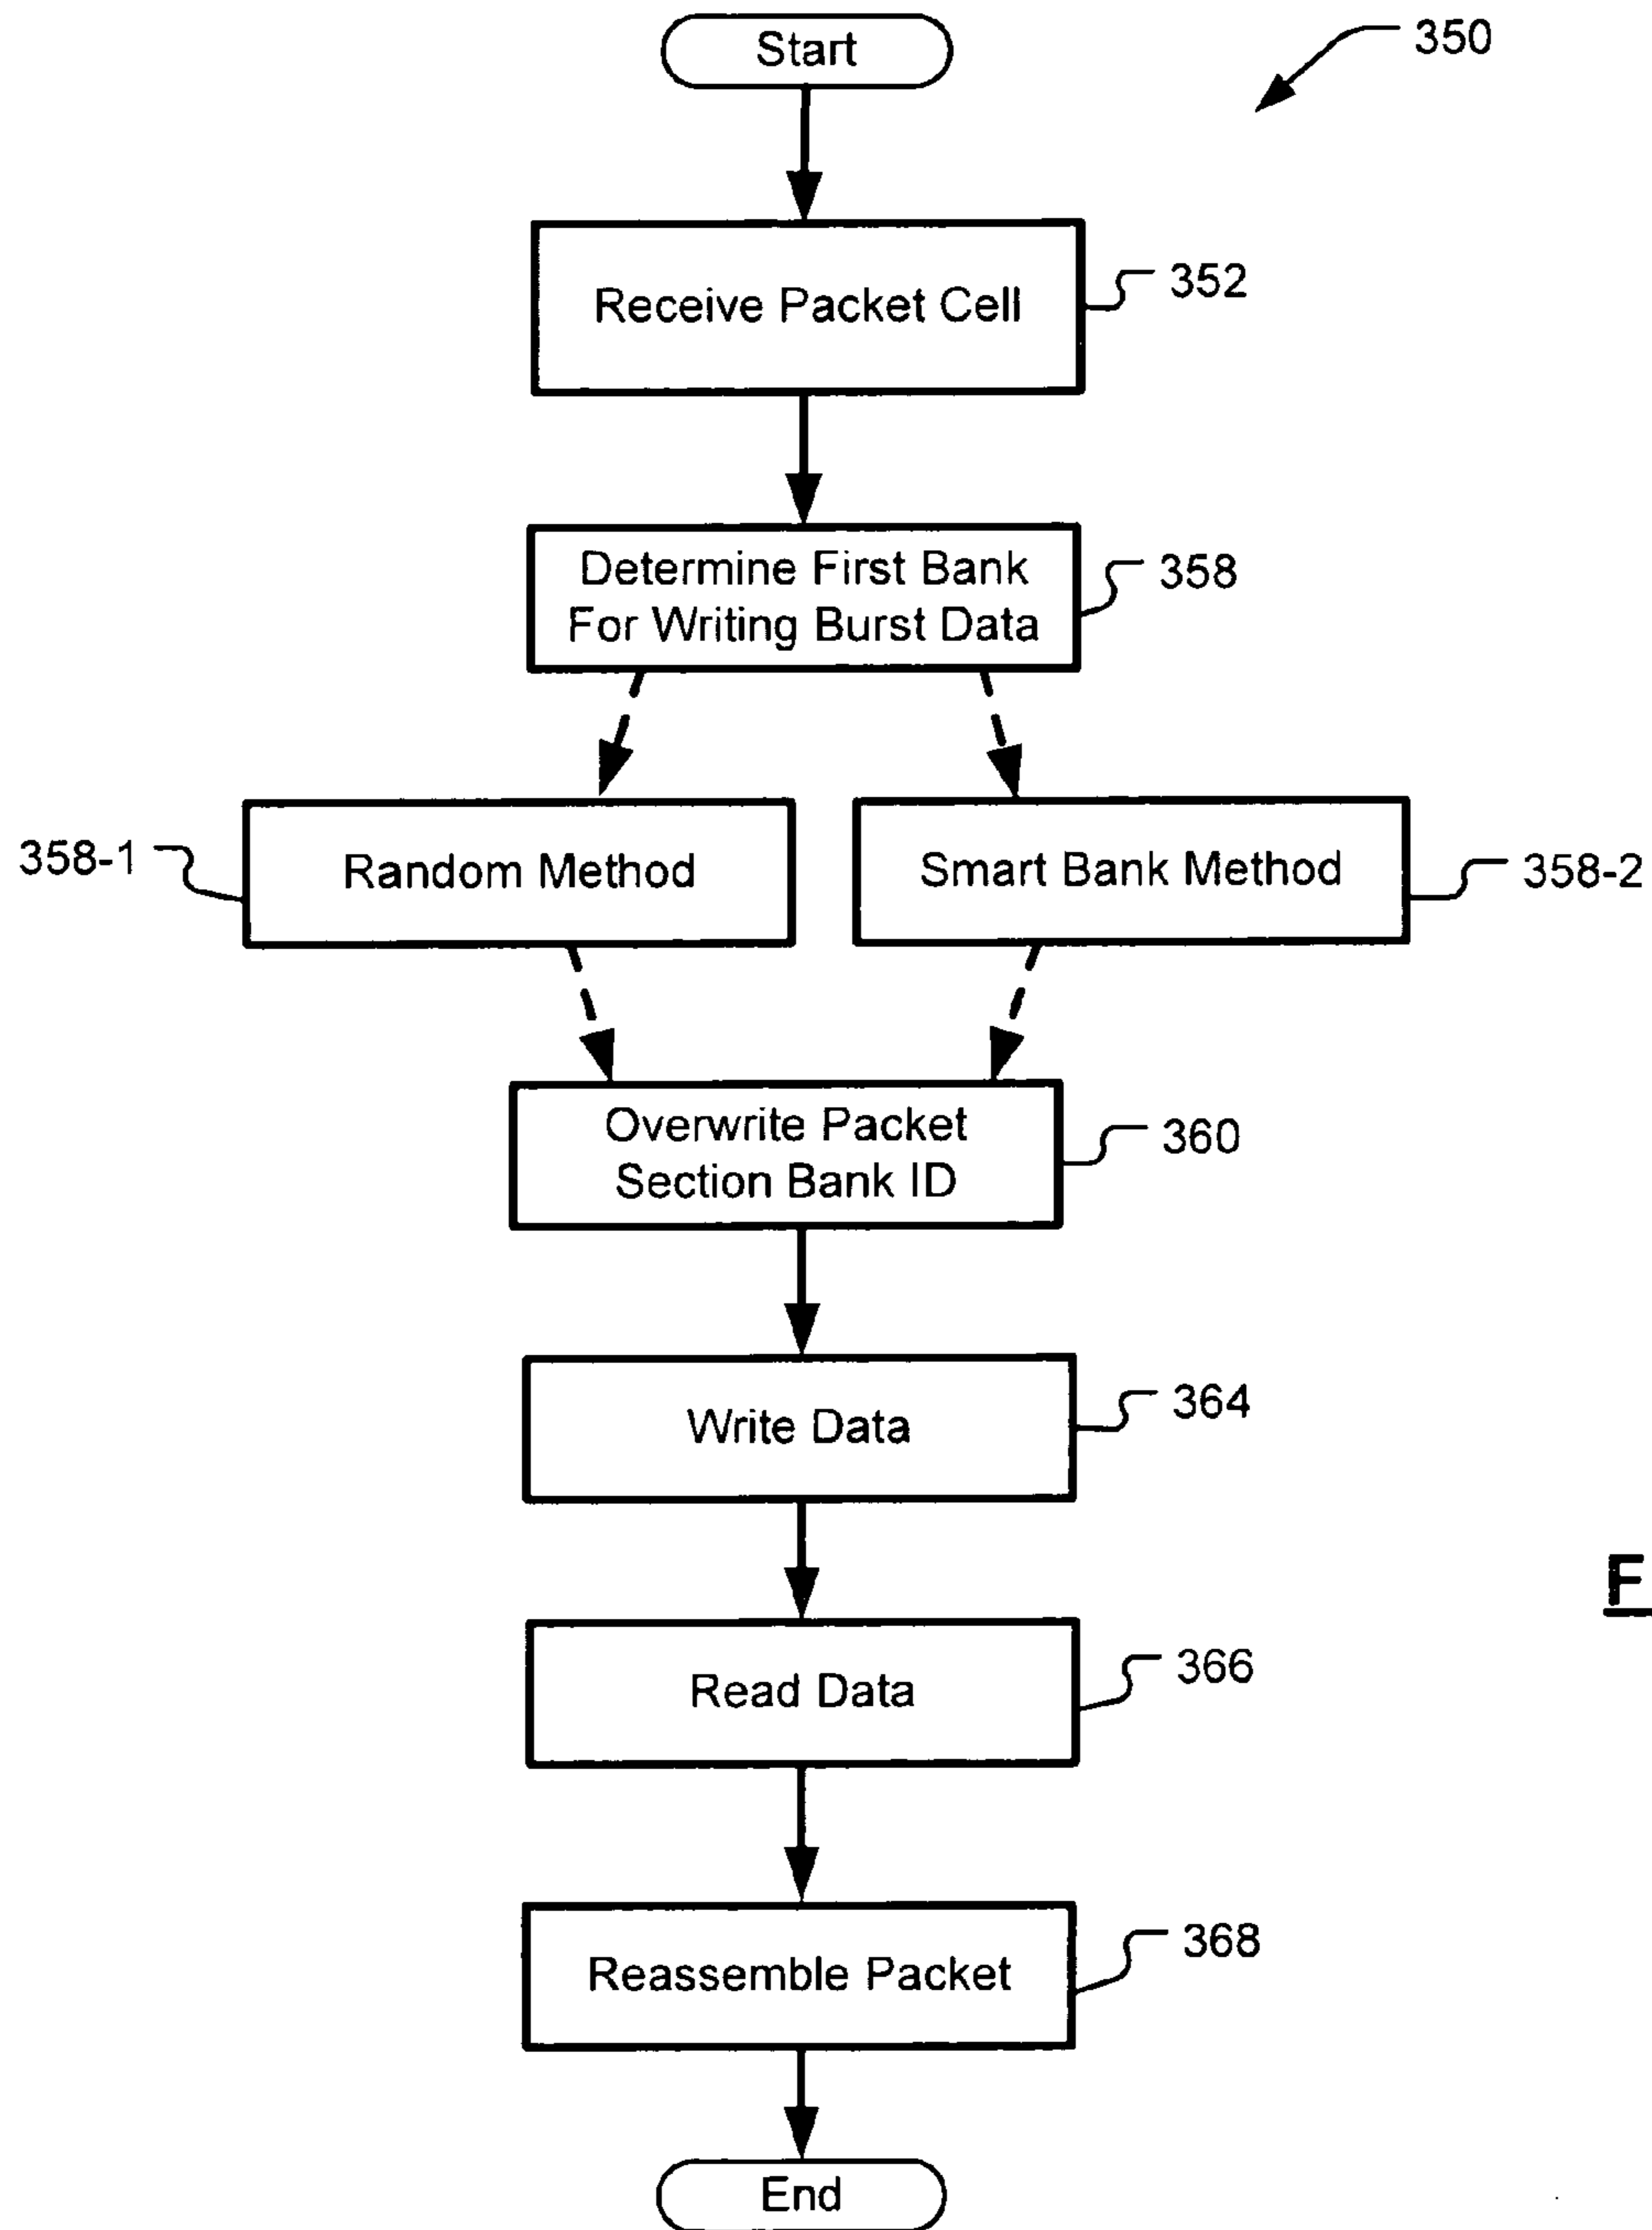 Start
350
Receive Packet Cell
352
Determine First Bank
For Writing Burst Data
358
358-1
Random Method
Smart Bank Method
358-2
Overwrite Packet
Section Bank ID
360
Write Data
364
F
Read Data
366
Reassemble Packet
368
End